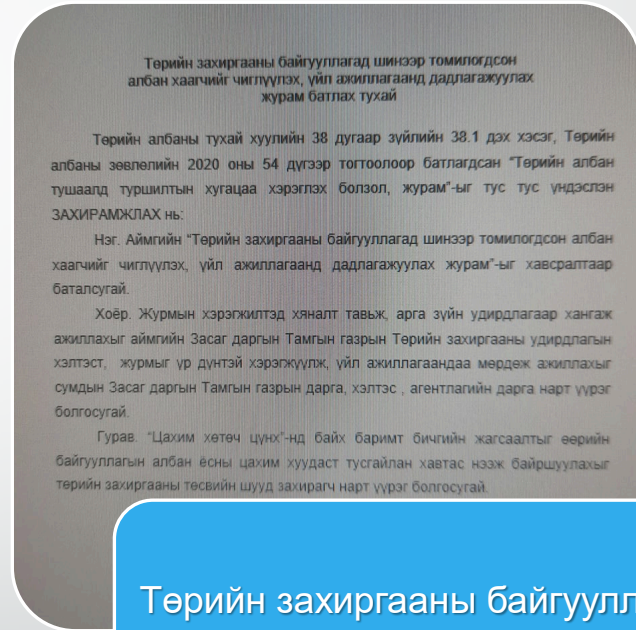 Төрийн захиргааны байгууллагад шинээр томилогдсон
албан хаагчийг чиглүүлэх, үйл ажиллагаанд дадлагажуулах
журам батлах тухай
Төрийн албаны тухай хуулийн 38 дугаар зүйлийн 38.1 дэх хэсэг, Төрийн
албаны зөвлөлийн 2020 оны 54 дүгээр тогтоолоор батлагдсан "Төрийн албан
тушаалд туршилтын хугацаа хэрэглэх болзол, журам"-ыг тус тус үндэслэн
ЗАХИРАМЖЛАХ нь:
Нэг. Аймгийн "Төрийн захиргааны байгууллагад шинээр томилогдсон албан
хаагчийг чиглүүлэх, үйл ажиллагаанд дадлагажуулах журам"-ыг хавсралтаар
баталсугай.
Хоёр. Журмын хэрэгжилтэд хяналт тавьж, арга зүйн удирдлагаар хангаж
ажиллахыг аймгийн Засаг даргын Тамгын газрын Төрийн захиргааны удирдлагын
хэлтэст, журмыг үр дүнтэй хэрэгжүүлж, үйл ажиллагаандаа мөрдөж ажиллахыг
сумдын Засаг даргын Тамгын газрын дарга, хэлтэс , агентлагийн дарга нарт үүрэг
болгосугай.
Гурав. "Цахим хөтөч цүнх"-нд байх баримт бичгийн жагсаалтыг өөрийн
байгууллагын албан ёсны цахим хуудаст тусгайлан хавтас нээж байршуулахыг
төрийн захиргааны төсвийн шууд захирагч нарт үүрэг болгосугай.
Төрийн захиргааны байгуулл